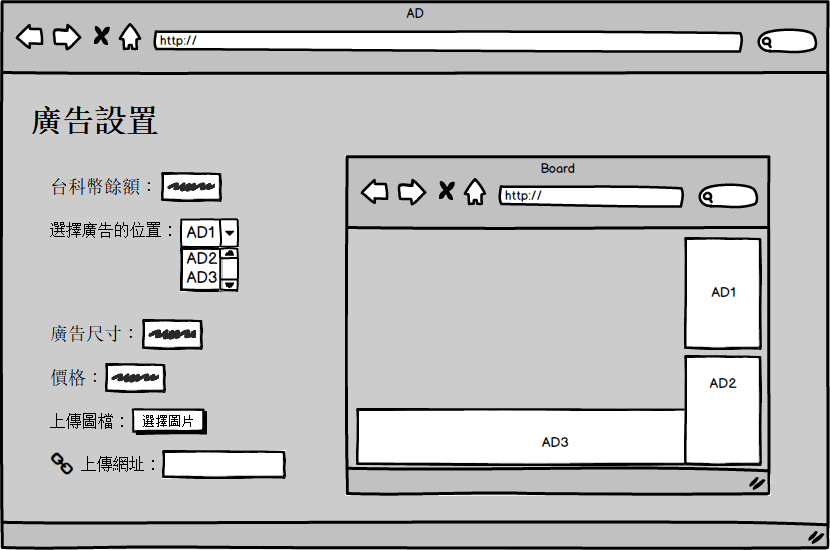 AD
http://
廣告設置
台科幣餘額：
選擇廣告的位置：
AD1
AD2
AD3
廣告尺寸：
價格：
上傳圖檔：
選擇圖片
上傳網址：
Board
http://
AD1
AD2
AD3